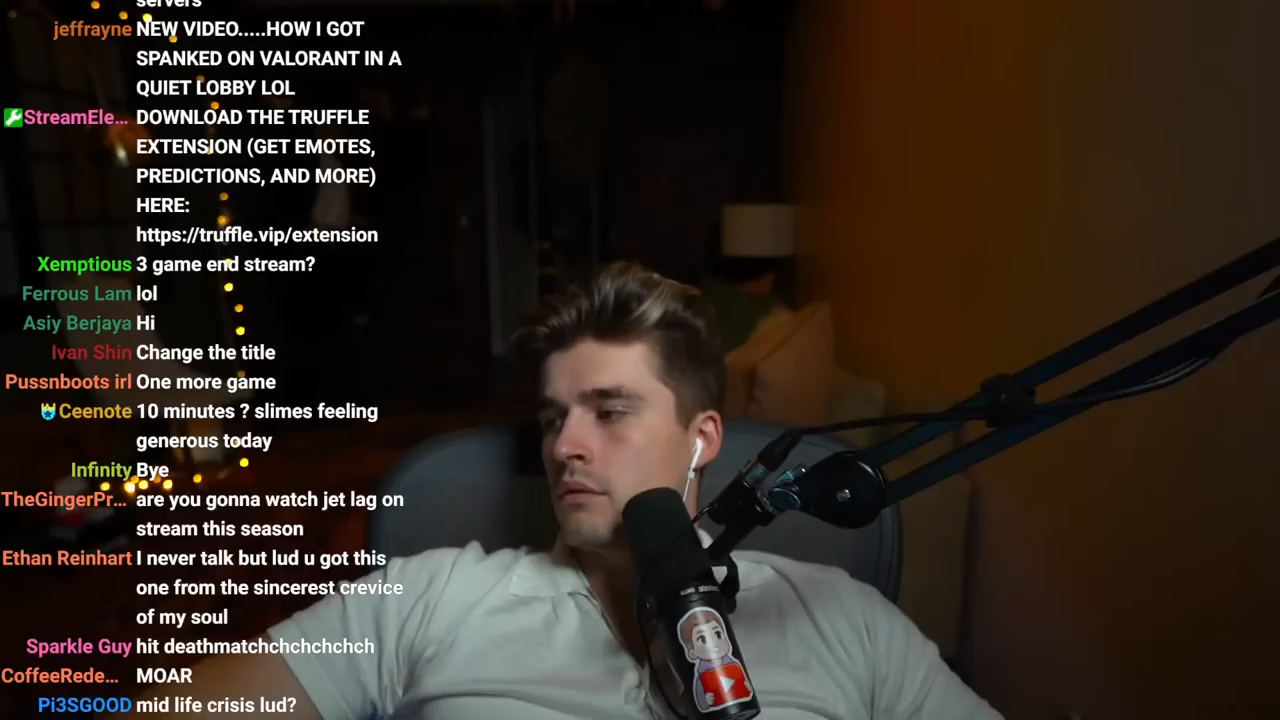 servers
jeffrayne NEW VIDEO.....HOW I GOT
SPANKED ON VALORANT IN A
QUIET LOBBY LOL
StreamEle... DOWNLOAD THE TRUFFLE
EXTENSION (GET EMOTES,
PREDICTIONS, AND MORE)
HERE:
https://truffle.vip/extension
Xemptious 3 game end stream?
Ferrous Lam lol
Asiy Berjaya Hi
Ivan Shin Change the title
Pussnboots irl One more game
Ceenote 10 minutes ? slimes feeling
generous today
Infinity Bye
TheGingerPr... are you gonna watch jet lag on
stream this season
Ethan Reinhart I never talk but lud u got this
one from the sincerest crevice
of my soul
Sparkle Guy hit deathmatchchchchchch
CoffeeRede... MOAR
Pi3SGOOD mid life crisis lud?